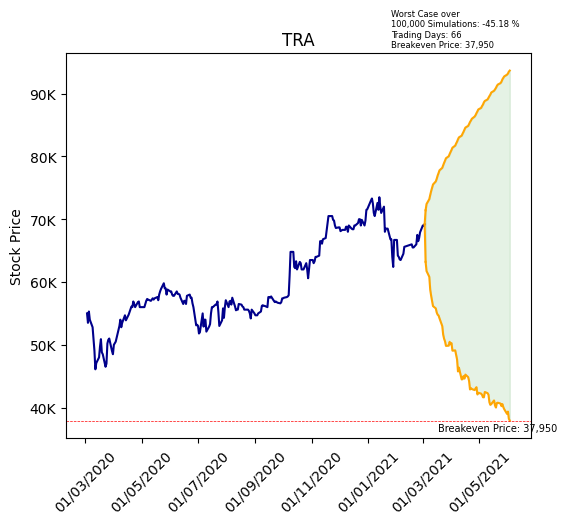 Worst Case over
100,000 Simulations: -45.18 %
Trading Days: 66
Breakeven Price: 37,950
TRA
Stock Price
90K
80K
70K
60K
50K
40K
Breakeven Price: 37,950
01/03/2020
01/05/2020
01/07/2020
01/09/2020
01/11/2020
01/01/2021
01/03/2021
01/05/2021